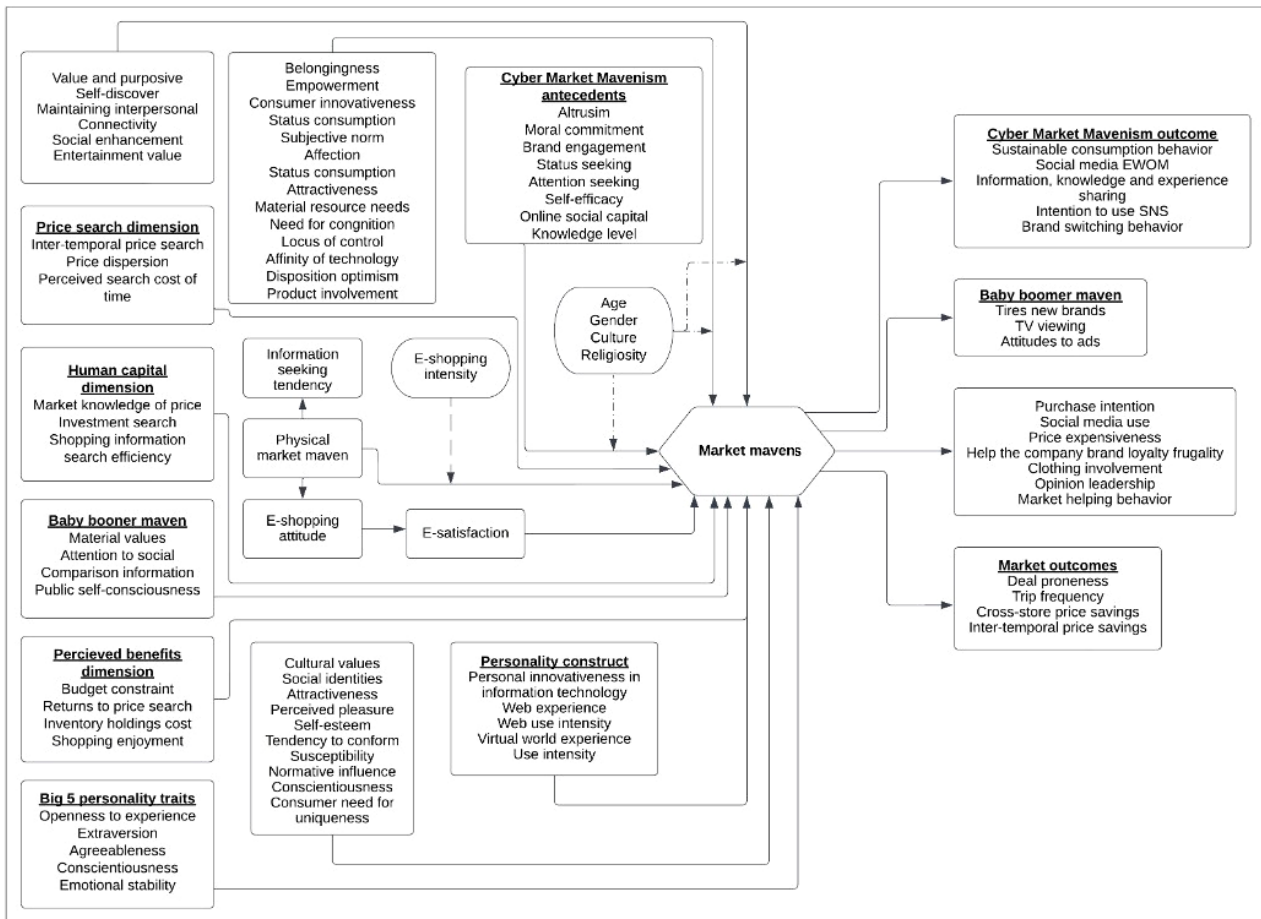 Value and purposive
Self-discover
Maintaining interpersonal
Connectivity
Social enhancement
Entertainment value
Belongingness
Empowerment
Consumer innovativeness
Status consumption
Subjective norm
Affection
Status consumption
Attractiveness
Material resource needs
Need for congnition
Locus of control
Affinity of technology
Disposition optimism
Product involvement
Cyber Market Mavenism
antecedents
Altrusim
Moral commitment
Brand engagement
Status seeking
Attention seeking
Self-efficacy
Online social capital
Knowledge level
Cyber Market Mavenism outcome
Sustainable consumption behavior
Social media EWOM
Information, knowledge and experience
sharing
Intention to use SNS
Brand switching behavior
Price search dimension
Inter-temporal price search
Price dispersion
Perceived search cost of
time
Age
Gender
Culture
Religiosity
Baby boomer maven
Tires new brands
TV viewing
Attitudes to ads
Human capital
dimension
Market knowledge of price
Investment search
Shopping information
search efficiency
Information
seeking
tendency
E-shopping
intensity
Physical
market maven
Market mavens
Purchase intention
Social media use
Price expensiveness
Help the company brand loyalty frugality
Clothing involvement
Opinion leadership
Market helping behavior
Baby booner maven
Material values
Attention to social
Comparison information
Public self-consciousness
E-shopping
attitude
E-satisfaction
Market outcomes
Deal proneness
Trip frequency
Cross-store price savings
Inter-temporal price savings
Percieved benefits
dimension
Budget constraint
Returns to price search
Inventory holdings cost
Shopping enjoyment
Cultural values
Social identities
Attractiveness
Perceived pleasure
Self-esteem
Tendency to conform
Susceptibility
Normative influence
Conscientiousness
Consumer need for
uniqueness
Personality construct
Personal innovativeness in
information technology
Web experience
Web use intensity
Virtual world experience
Use intensity
Big 5 personality traits
Openness to experience
Extraversion
Agreeableness
Conscientiousness
Emotional stability